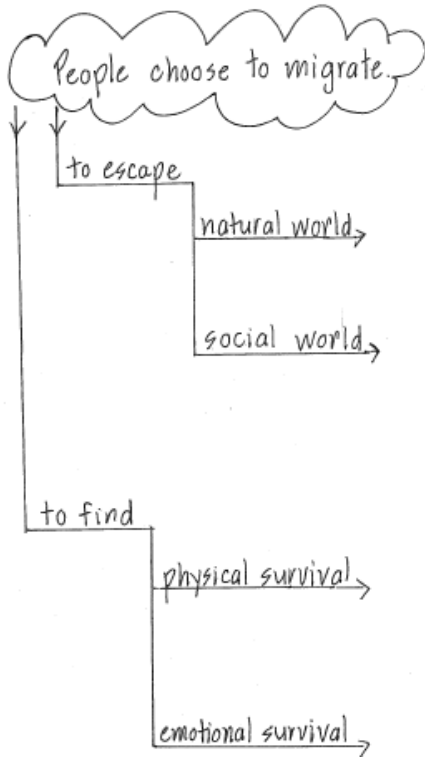 People choose to migrate.
to escape
natural world
social world
to find
physical survival
emotional survival